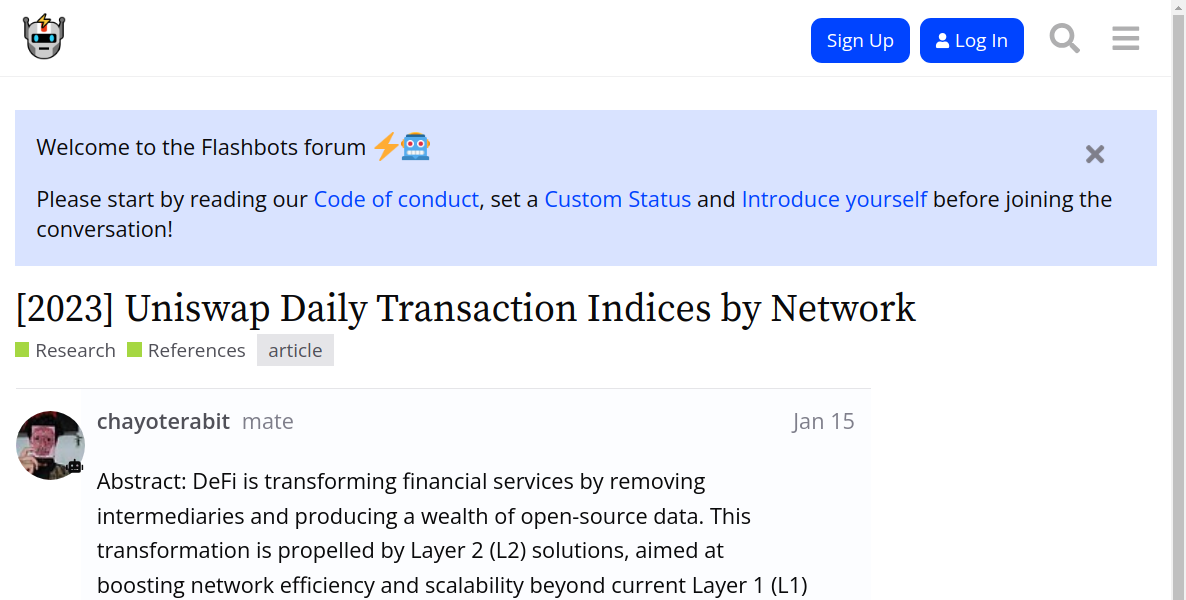 Sign Up
Log In
Welcome to the Flashbots forum
Please start by reading our Code of conduct, set a Custom Status and Introduce yourself before joining the
conversation!
[2023] Uniswap Daily Transaction Indices by Network
Research References article
chayoterabit mate Jan 15
Abstract: DeFi is transforming financial services by removing
intermediaries and producing a wealth of open-source data. This
transformation is propelled by Layer 2 (L2) solutions, aimed at
boosting network efficiency and scalability beyond current Layer 1 (L1)